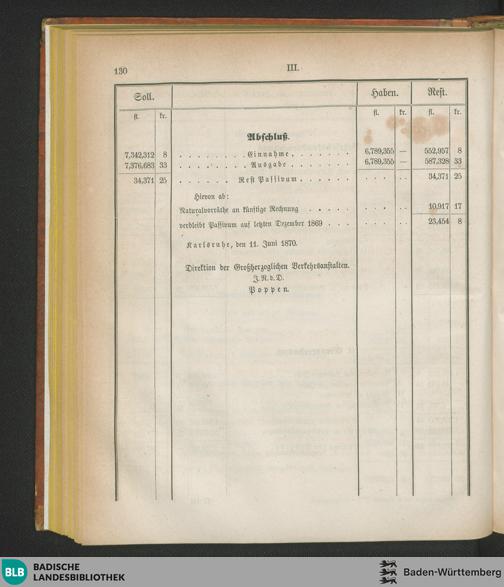 130 III.
Soll. Haben. Rest.
fl. kr. fl. kr. fl. kr.
Abschluß.
7,342,312 8 . . . . . . . . Einnahme . . . . . . . 6,789,355 — 552,957 8
7,376,683 33 . . . . . . . . Ausgabe . . . . . . . 6,789,355 — 587,328 33
34,371 25 . . . . . . Rest Passivum . . . . . . . . . . . . 34,371 25
Hievon ab:
Naturalvorräthe an künftige Rechnung . . . . . . . . . . . 10,917 17
verbleibt Passivum auf letzten Dezember 1869 . . . . . . . . . 23,454 8
Karlsruhe, den 11. Juni 1870.
Direktion der Großherzoglichen Verkehrsanstalten.
J. N. d. D.
Poppen.
BLB BADISCHE
LANDESBIBLIOTHEK
Baden-Württemberg